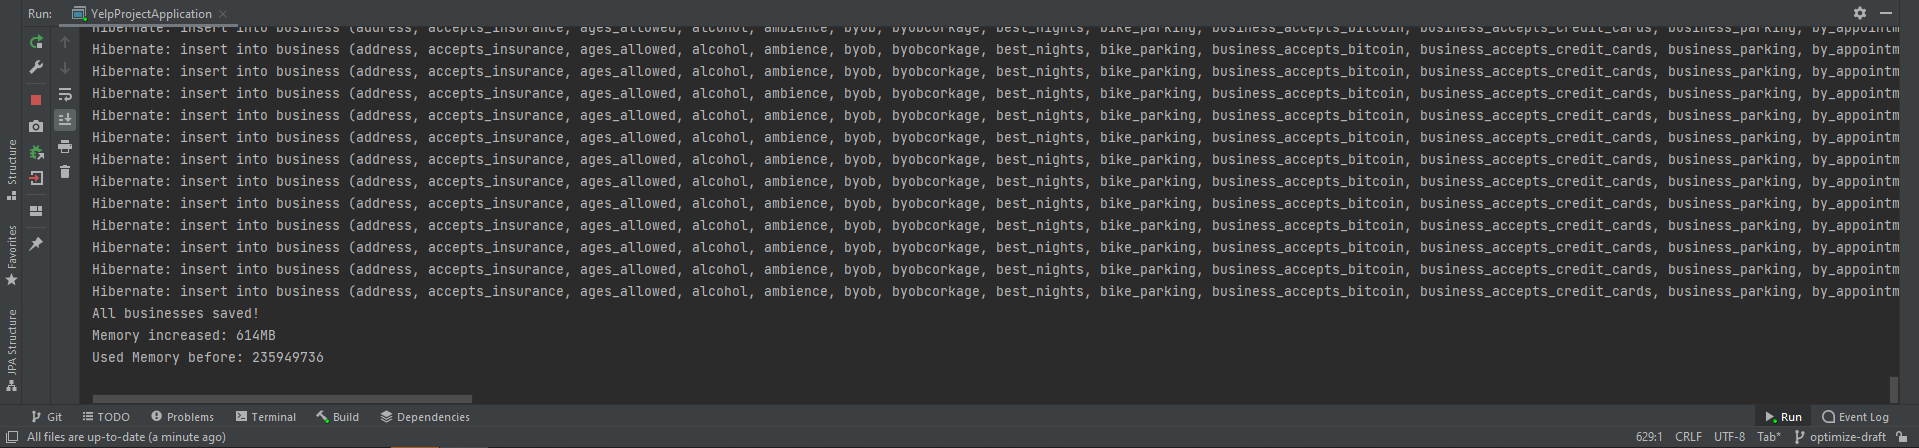 Run: YelpProjectApplication
Hibernate: insert into business (address, accepts_insurance, ages_allowed, alcohol, ambience, byob, byobcorkage, best_nights, bike_parking, business_accepts_bitcoin, business_accepts_credit_cards, business_parking, by_appointm
Hibernate: insert into business (address, accepts_insurance, ages_allowed, alcohol, ambience, byob, byobcorkage, best_nights, bike_parking, business_accepts_bitcoin, business_accepts_credit_cards, business_parking, by_appointm
Hibernate: insert into business (address, accepts_insurance, ages_allowed, alcohol, ambience, byob, byobcorkage, best_nights, bike_parking, business_accepts_bitcoin, business_accepts_credit_cards, business_parking, by_appointm
Hibernate: insert into business (address, accepts_insurance, ages_allowed, alcohol, ambience, byob, byobcorkage, best_nights, bike_parking, business_accepts_bitcoin, business_accepts_credit_cards, business_parking, by_appointm
Hibernate: insert into business (address, accepts_insurance, ages_allowed, alcohol, ambience, byob, byobcorkage, best_nights, bike_parking, business_accepts_bitcoin, business_accepts_credit_cards, business_parking, by_appointm
Hibernate: insert into business (address, accepts_insurance, ages_allowed, alcohol, ambience, byob, byobcorkage, best_nights, bike_parking, business_accepts_bitcoin, business_accepts_credit_cards, business_parking, by_appointm
Hibernate: insert into business (address, accepts_insurance, ages_allowed, alcohol, ambience, byob, byobcorkage, best_nights, bike_parking, business_accepts_bitcoin, business_accepts_credit_cards, business_parking, by_appointm
Hibernate: insert into business (address, accepts_insurance, ages_allowed, alcohol, ambience, byob, byobcorkage, best_nights, bike_parking, business_accepts_bitcoin, business_accepts_credit_cards, business_parking, by_appointm
Hibernate: insert into business (address, accepts_insurance, ages_allowed, alcohol, ambience, byob, byobcorkage, best_nights, bike_parking, business_accepts_bitcoin, business_accepts_credit_cards, business_parking, by_appointm
Hibernate: insert into business (address, accepts_insurance, ages_allowed, alcohol, ambience, byob, byobcorkage, best_nights, bike_parking, business_accepts_bitcoin, business_accepts_credit_cards, business_parking, by_appointm
Hibernate: insert into business (address, accepts_insurance, ages_allowed, alcohol, ambience, byob, byobcorkage, best_nights, bike_parking, business_accepts_bitcoin, business_accepts_credit_cards, business_parking, by_appointm
Hibernate: insert into business (address, accepts_insurance, ages_allowed, alcohol, ambience, byob, byobcorkage, best_nights, bike_parking, business_accepts_bitcoin, business_accepts_credit_cards, business_parking, by_appointm
Hibernate: insert into business (address, accepts_insurance, ages_allowed, alcohol, ambience, byob, byobcorkage, best_nights, bike_parking, business_accepts_bitcoin, business_accepts_credit_cards, business_parking, by_appointm
All businesses saved!
Memory increased: 614MB
Used Memory before: 235949736
Structure
Favorites
JPA Structure
Git TODO Problems Terminal Build Dependencies Run Event Log
All files are up-to-date (a minute ago) 629:1 CRLF UTF-8 Tab* optimize-draft